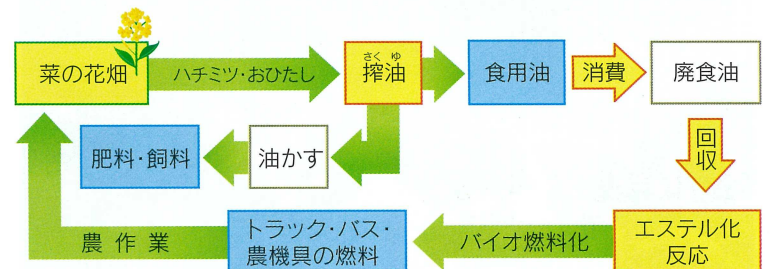 菜の花畑
ハチミツ・おひたし
さくゆ
搾油
食用油
消費
廃食油
回収
肥料・飼料
油かす
エステル化
反応
バイオ燃料化
トラック・バス・
農機具の燃料
農作業